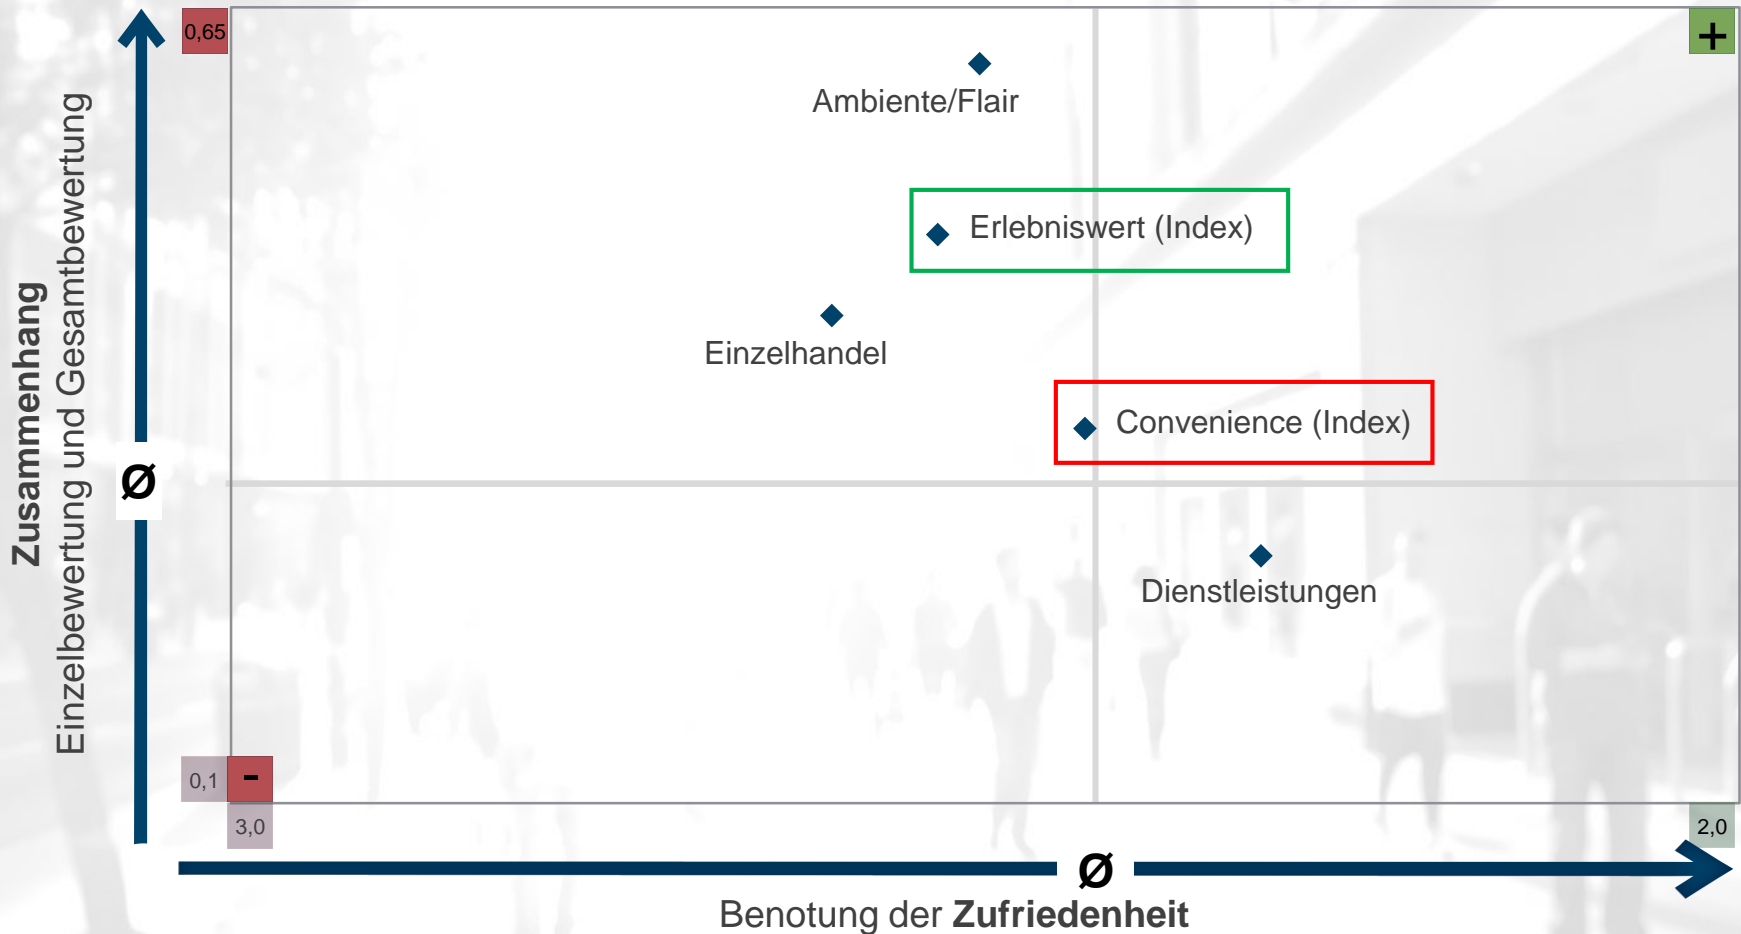 0,65
+
Ambiente/Flair
Erlebniswert (Index)
Einzelhandel
Convenience (Index)
Zusammenhang
Einzelbewertung und Gesamtbewertung
Ø
Dienstleistungen
0,1
-
3,0
2,0
Ø
Benotung der Zufriedenheit